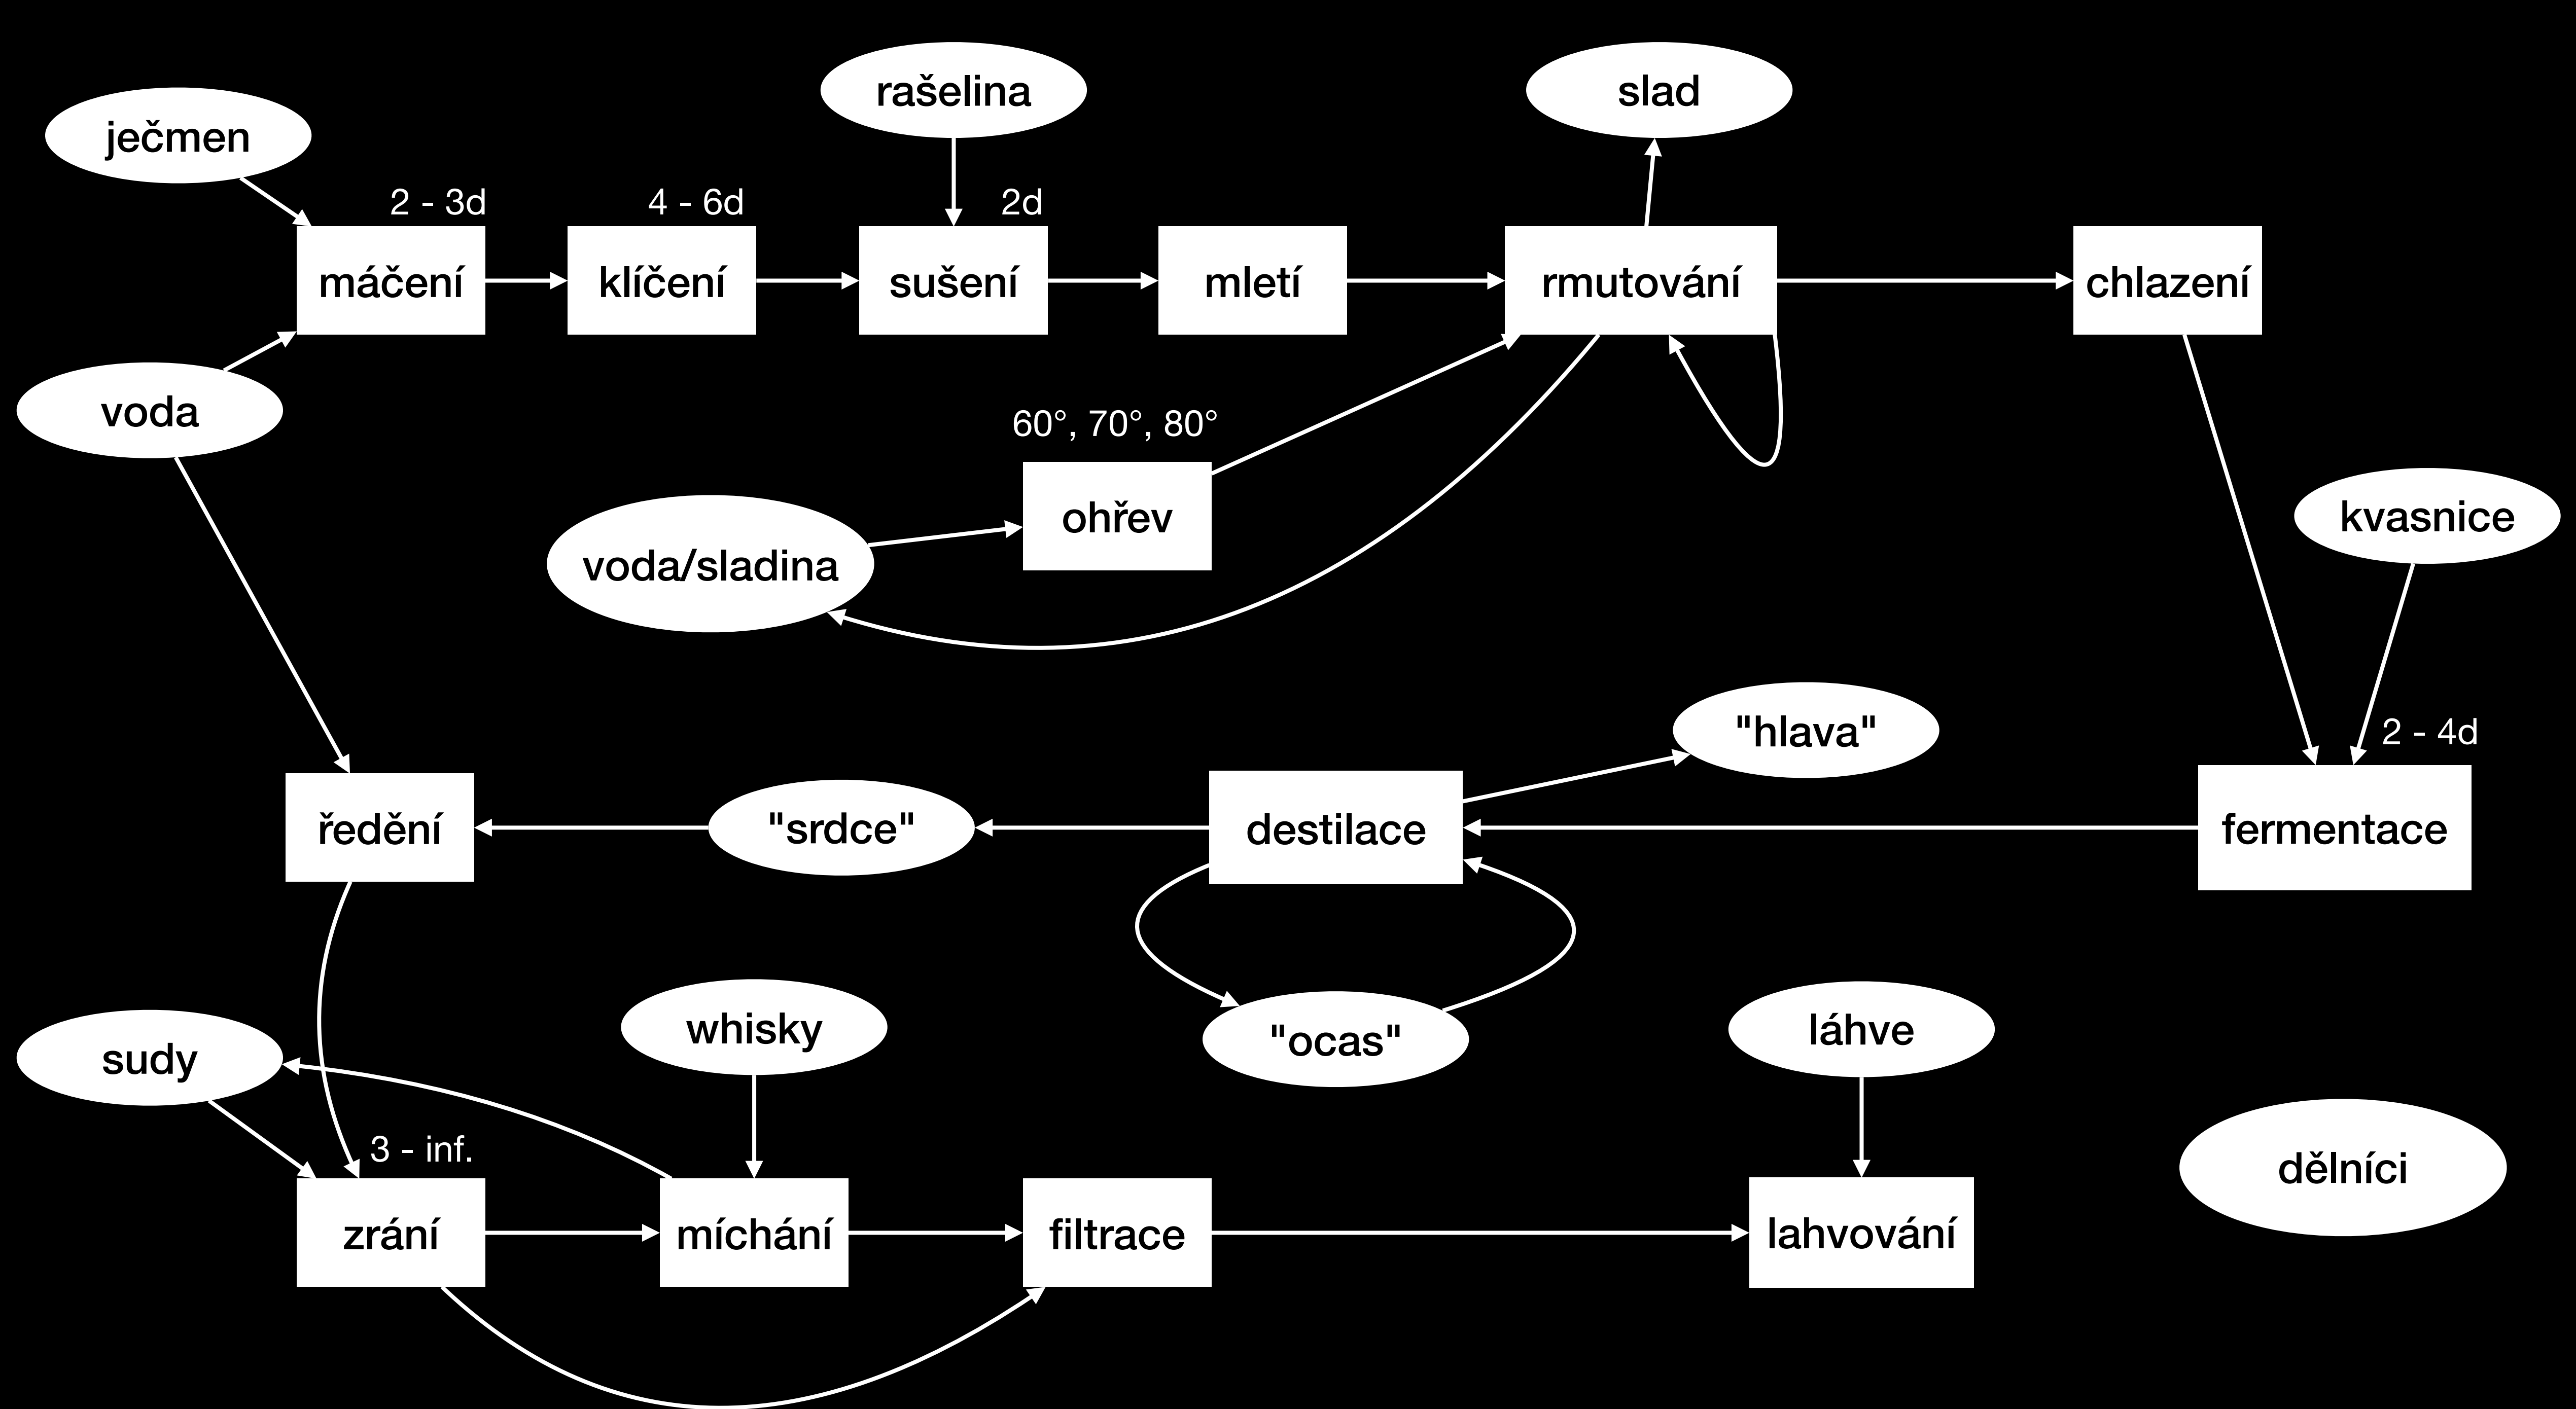 rašelina
slad
ječmen
2 - 3d
4 - 6d
2d
máčení
klíčení
sušení
mletí
rmutování
chlazení
voda
60°, 70°, 80°
kvasnice
ohřev
voda/sladina
"hlava"
2 - 4d
ředění
"srdce"
destilace
fermentace
whisky
láhve
"ocas"
sudy
3 - inf.
dělníci
zrání
míchání
filtrace
lahvování